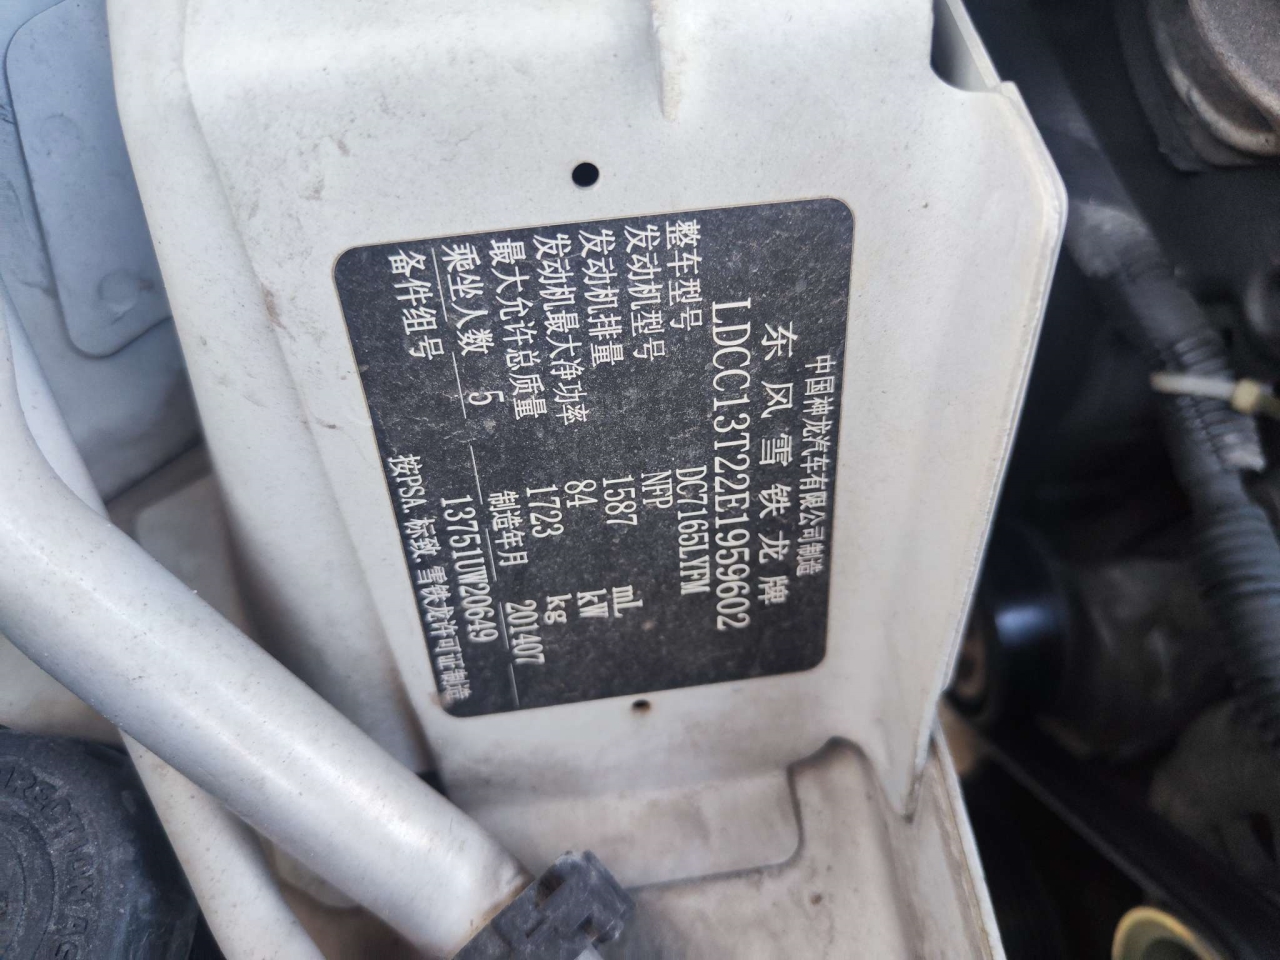 中国神龙汽车有限公司制造
东风雪铁龙牌
LDCC13T22E1959602
整车型号 DC7165LYFM
发动机型号 NFP
发动机排量 1587 mL
发动机最大净功率 84 kW
最大允许总质量 1723 kg
乘坐人数 5 制造年月 201407
备件组号 13751UW20649
按PSA.标致.雪铁龙许可证制造